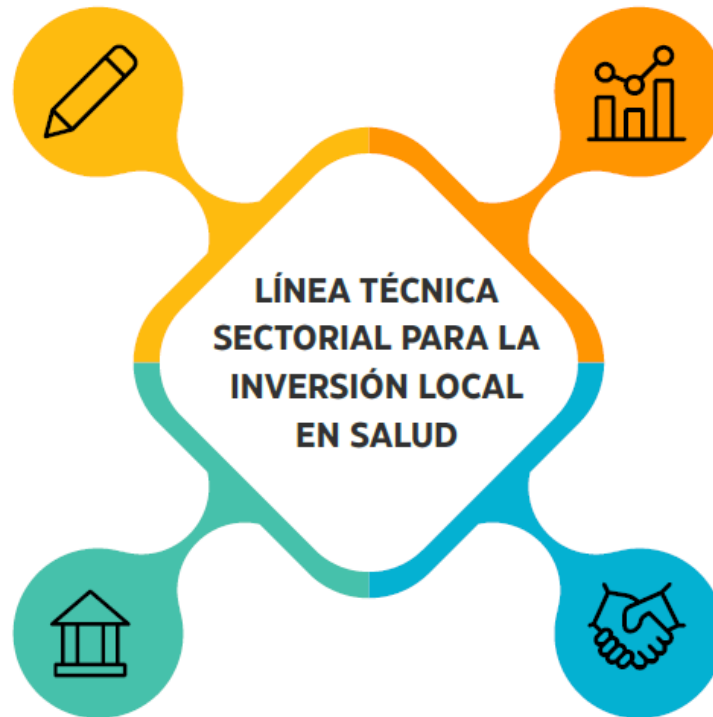 LÍNEA TÉCNICA
SECTORIAL PARA LA
INVERSIÓN LOCAL
EN SALUD